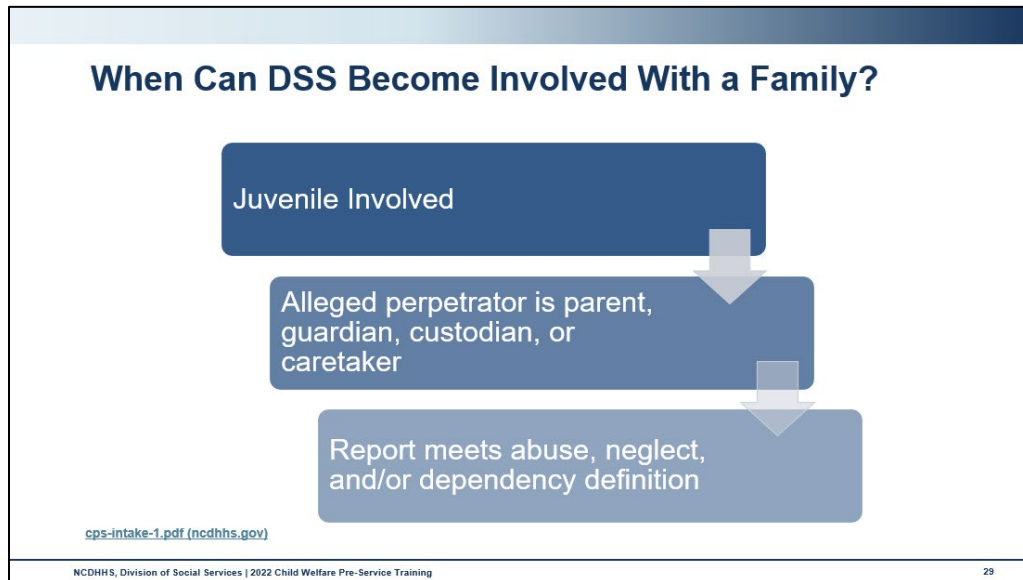 When Can DSS Become Involved With a Family?
Juvenile Involved
Alleged perpetrator is parent,
guardian, custodian, or
caretaker
Report meets abuse, neglect,
and/or dependency definition
cps-intake-1.pdf (ncdhhs.gov)
NCDHHS, Division of Social Services | 2022 Child Welfare Pre-Service Training
29